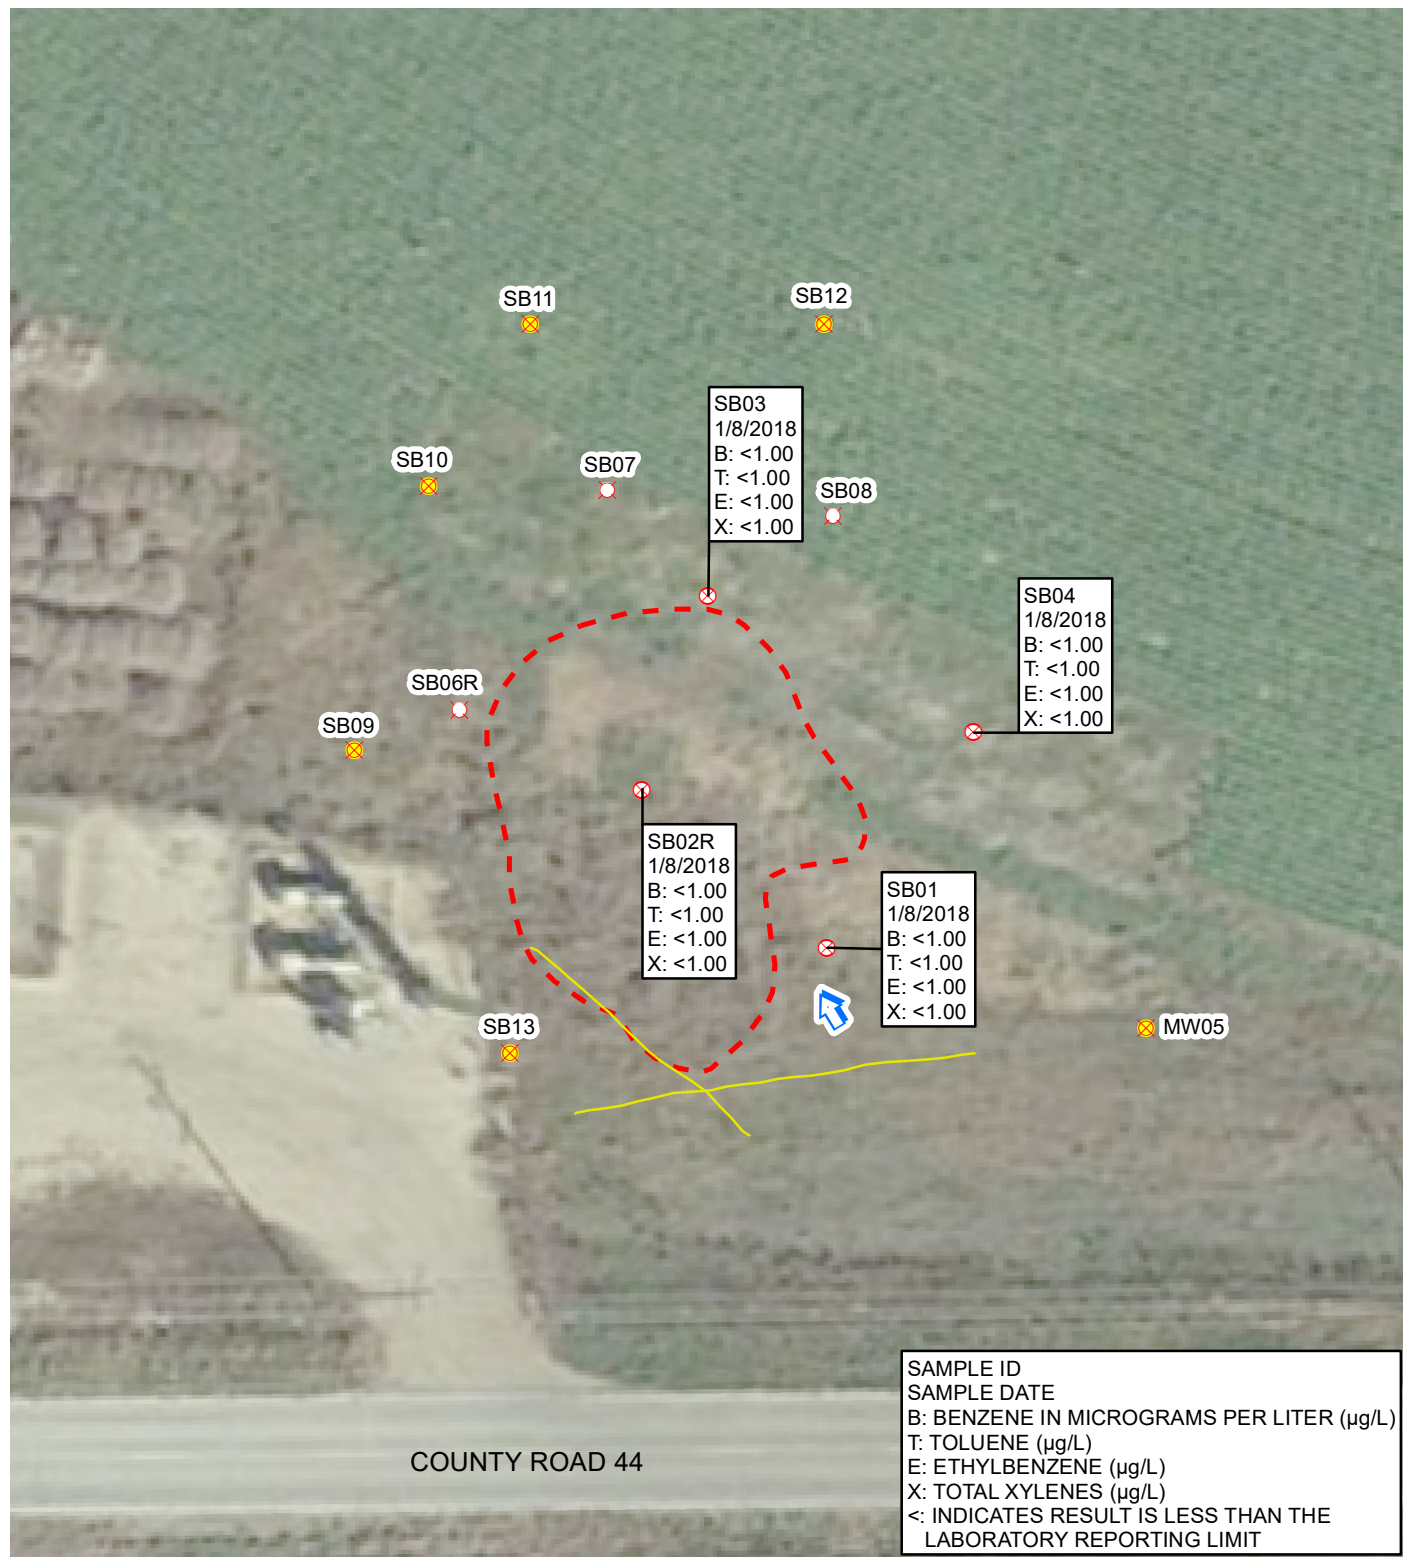 SB11
SB12
SB03
1/8/2018
B: <1.00
T: <1.00
E: <1.00
X: <1.00
SB10
SB07
SB08
SB04
1/8/2018
B: <1.00
T: <1.00
E: <1.00
X: <1.00
SB06R
SB09
SB02R
1/8/2018
B: <1.00
T: <1.00
E: <1.00
X: <1.00
SB01
1/8/2018
B: <1.00
T: <1.00
E: <1.00
X: <1.00
SB13
MW05
COUNTY ROAD 44
SAMPLE ID
SAMPLE DATE
B: BENZENE IN MICROGRAMS PER LITER (µg/L)
T: TOLUENE (µg/L)
E: ETHYLBENZENE (µg/L)
X: TOTAL XYLENES (µg/L)
<: INDICATES RESULT IS LESS THAN THE
LABORATORY REPORTING LIMIT